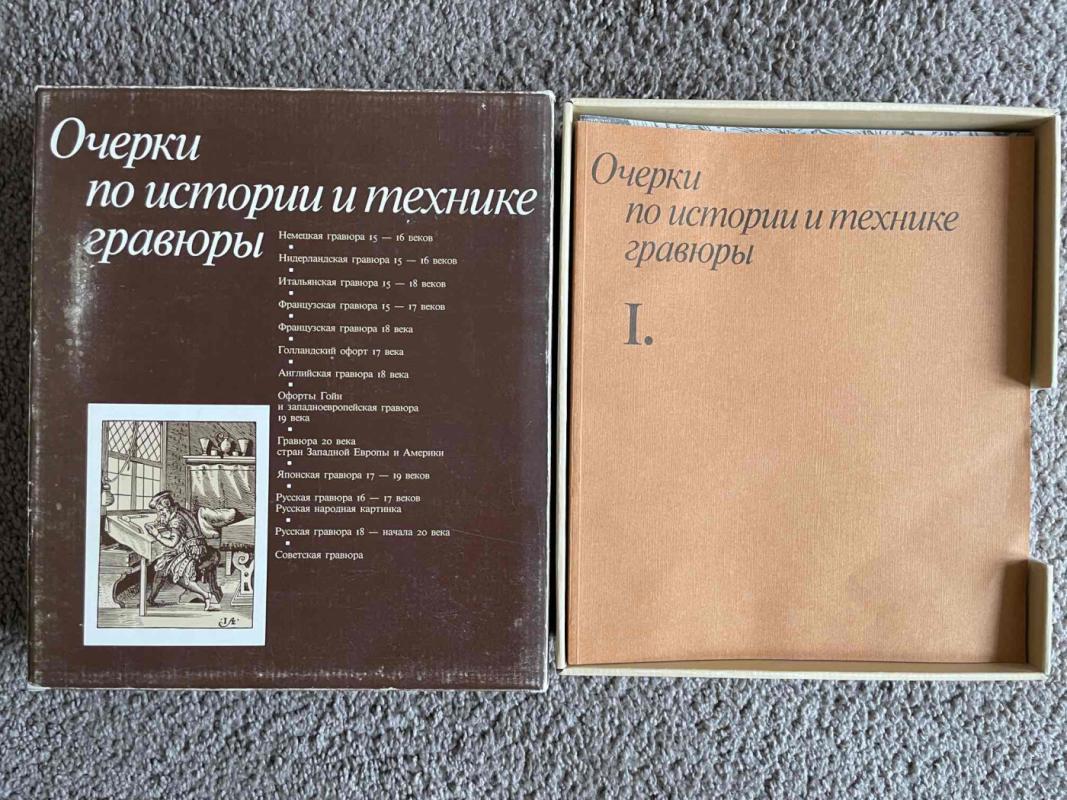 Очерки
по истории и технике
гравюры
Немецкая гравюра 15 — 16 веков
Нидерландская гравюра 15 — 16 веков
Итальянская гравюра 15 — 18 веков
Французская гравюра 15 — 17 веков
Французская гравюра 18 века
Голландский офорт 17 века
Английская гравюра 18 века
Офорты Гойи
и западноевропейская гравюра
19 века
Гравюра 20 века
стран Западной Европы и Америки
Японская гравюра 17 — 19 веков
Русская гравюра 16 — 17 веков
Русская народная картинка
Русская гравюра 18 — начала 20 века
Советская гравюра
Очерки
по истории и технике
гравюры
I.